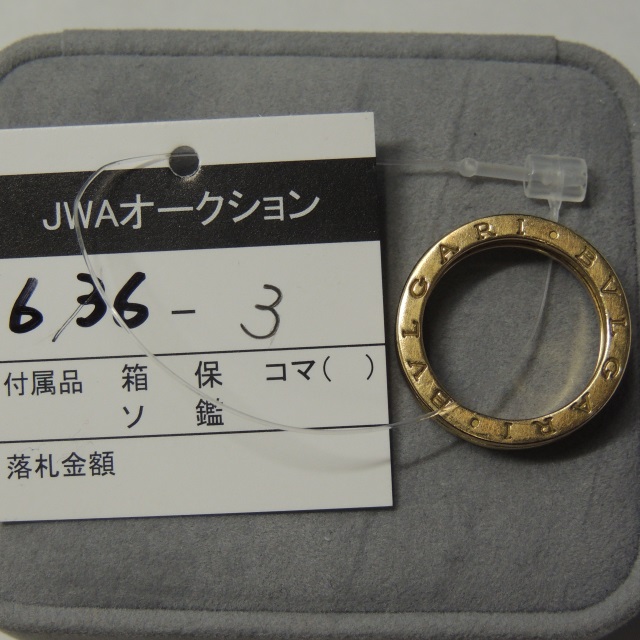 JWAオークション
636-3
付属品 箱 保 コマ( )
ソ 鑑
落札金額
BVLGARI・BVLGARI・